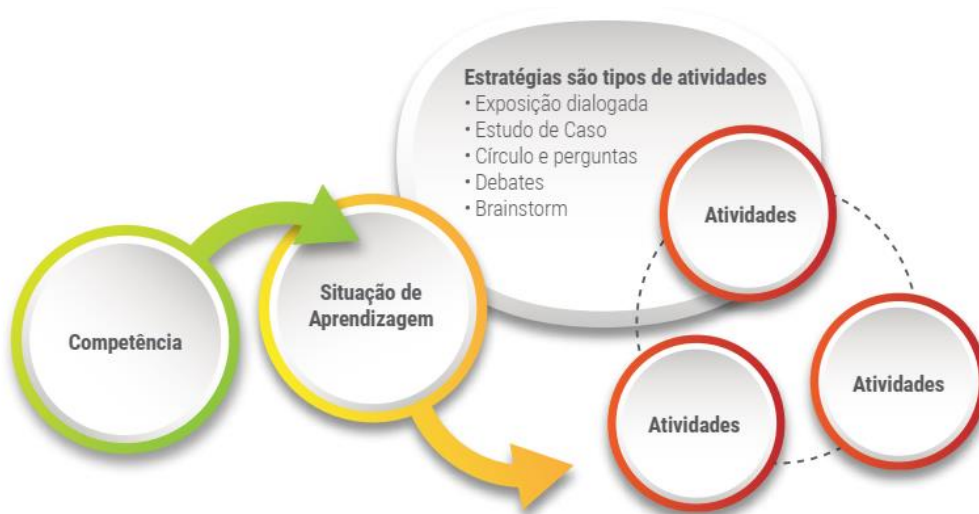 Estratégias são tipos de atividades
• Exposição dialogada
• Estudo de Caso
• Círculo e perguntas
• Debates
• Brainstorm
Atividades
Situação de
Aprendizagem
Competência
Atividades
Atividades